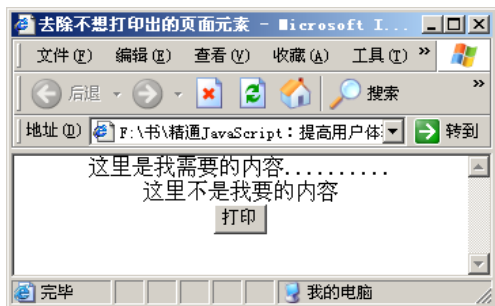 去除不想打印出的页面元素 - Microsoft I...
文件(F) 编辑(E) 查看(V) 收藏(A) 工具(T) »
后退 搜索 »
地址(D) F:\书\精通JavaScript：提高用户体 转到
这里是我需要的内容..........
这里不是我要的内容
打印
完毕 我的电脑